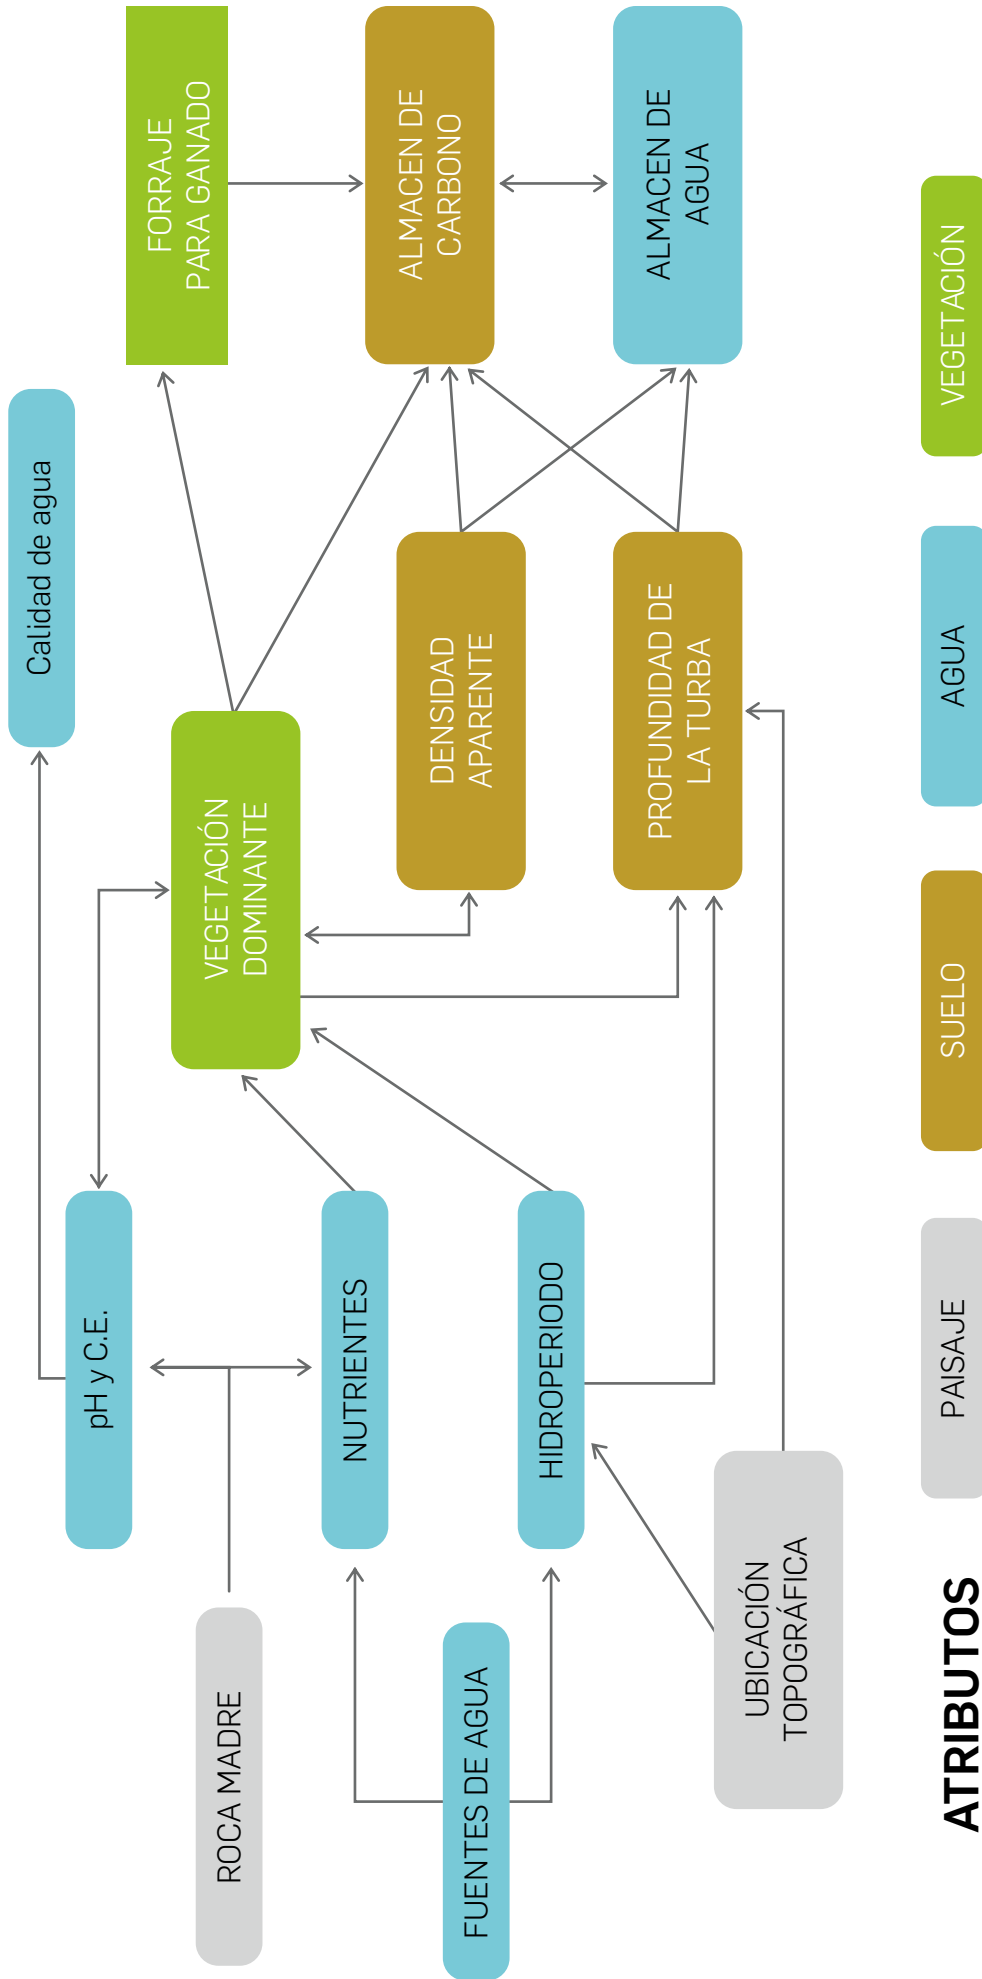 ROCA MADRE
FUENTES DE AGUA
UBICACIÓN
TOPOGRÁFICA
pH y C.E.
NUTRIENTES
HIDROPERIODO
VEGETACIÓN
DOMINANTE
DENSIDAD
APARENTE
PROFUNDIDAD DE
LA TURBA
Calidad de agua
FORRAJE
PARA GANADO
ALMACEN DE
CARBONO
ALMACEN DE
AGUA
ATRIBUTOS
PAISAJE
SUELO
AGUA
VEGETACIÓN